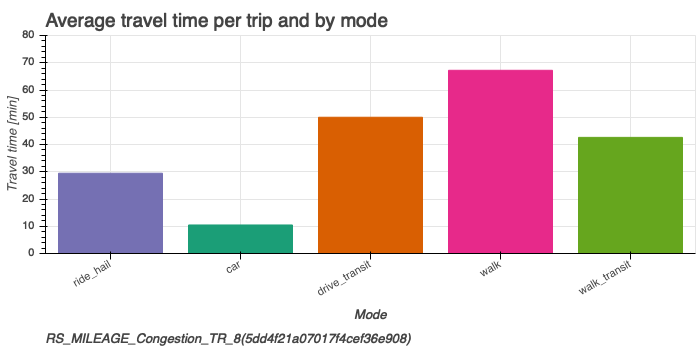 Average travel time per trip and by mode
80
70
60
50
40
30
20
10
0
Travel time [min]
ride_hail
car
drive_transit
walk
walk_transit
Mode
RS_MILEAGE_Congestion_TR_8(5dd4f21a07017f4cef36e908)